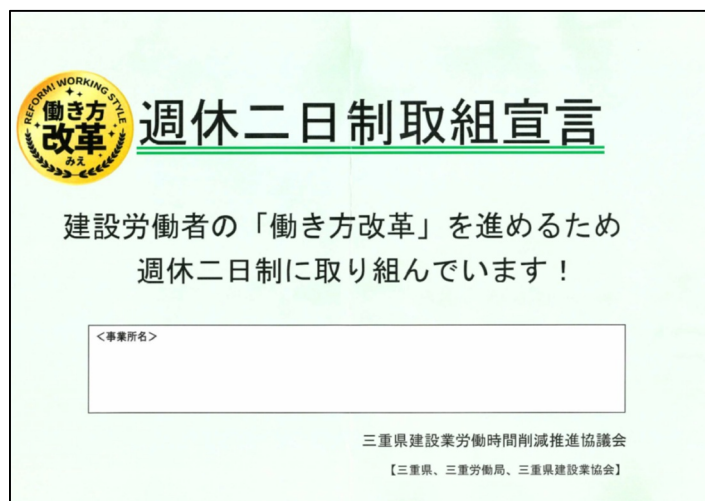 REFORM! WORKING STYLE
働き方
改革
みえ
週休二日制取組宣言
建設労働者の「働き方改革」を進めるため
週休二日制に取り組んでいます！
＜事業所名＞
三重県建設業労働時間削減推進協議会
【三重県、三重労働局、三重県建設業協会】